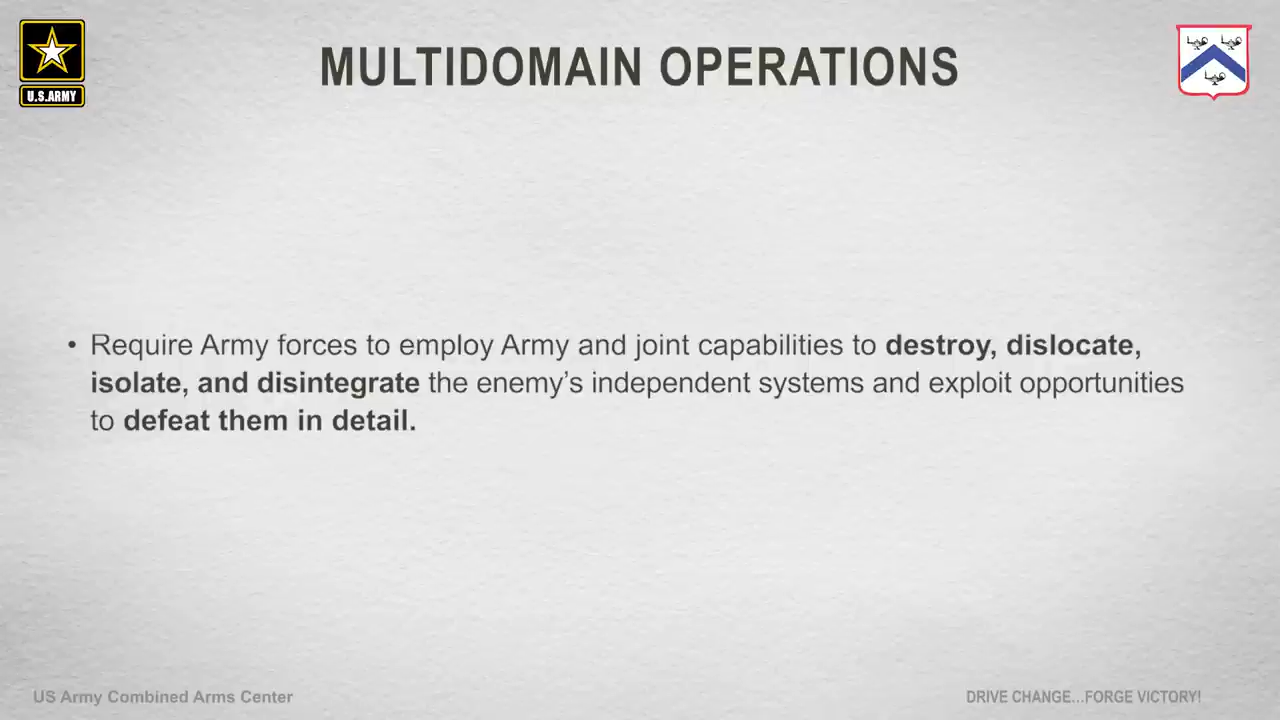 MULTIDOMAIN OPERATIONS
U.S.ARMY
• Require Army forces to employ Army and joint capabilities to destroy, dislocate,
isolate, and disintegrate the enemy’s independent systems and exploit opportunities
to defeat them in detail.
US Army Combined Arms Center
DRIVE CHANGE...FORGE VICTORY!